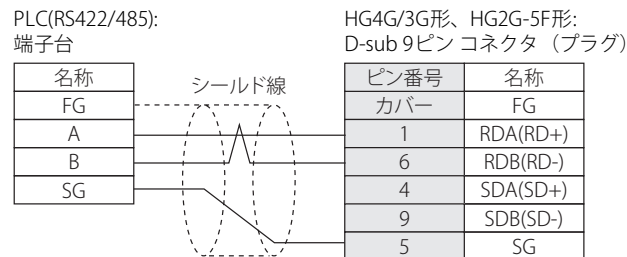 PLC(RS422/485):
端子台
HG4G/3G形、HG2G-5F形:
D-sub 9ピン コネクタ（プラグ）
名称
FG
A
B
SG
シールド線
ピン番号 名称
カバー FG
1 RDA(RD+)
6 RDB(RD-)
4 SDA(SD+)
9 SDB(SD-)
5 SG